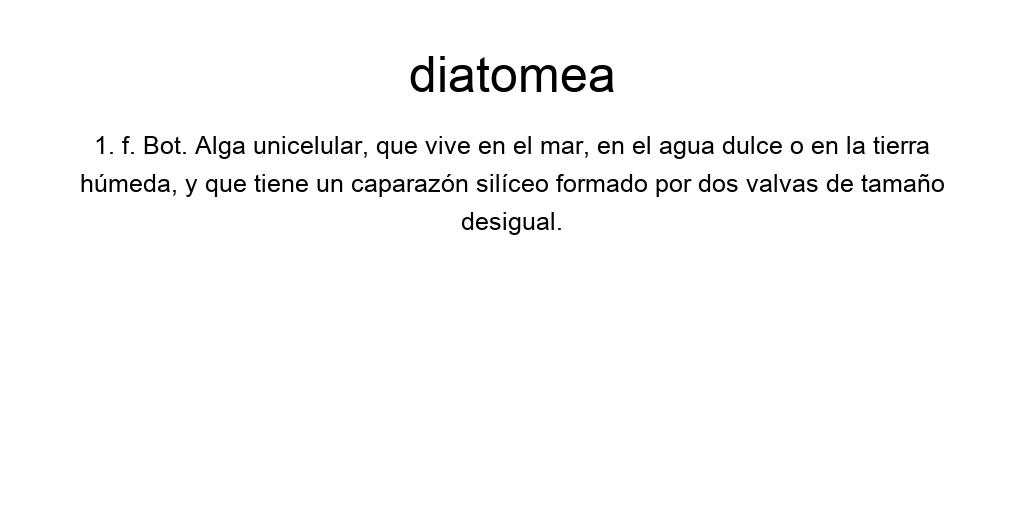 diatomea
1. f. Bot. Alga unicelular, que vive en el mar, en el agua dulce o en la tierra
húmeda, y que tiene un caparazón silíceo formado por dos valvas de tamaño
desigual.